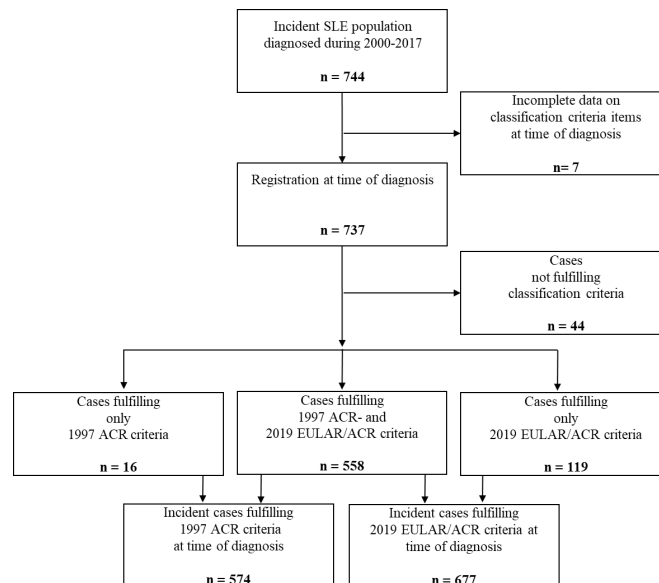 Incident SLE population
diagnosed during 2000-2017
n = 744
Incomplete data on
classification criteria items
at time of diagnosis
n= 7
Registration at time of diagnosis
n = 737
Cases
not fulfilling
classification criteria
n = 44
Cases fulfilling
only
1997 ACR criteria
n = 16
Cases fulfilling
1997 ACR- and
2019 EULAR/ACR criteria
n = 558
Cases fulfilling
only
2019 EULAR/ACR criteria
n = 119
Incident cases fulfilling
1997 ACR criteria
at time of diagnosis
n = 574
Incident cases fulfilling
2019 EULAR/ACR criteria at
time of diagnosis
n = 677